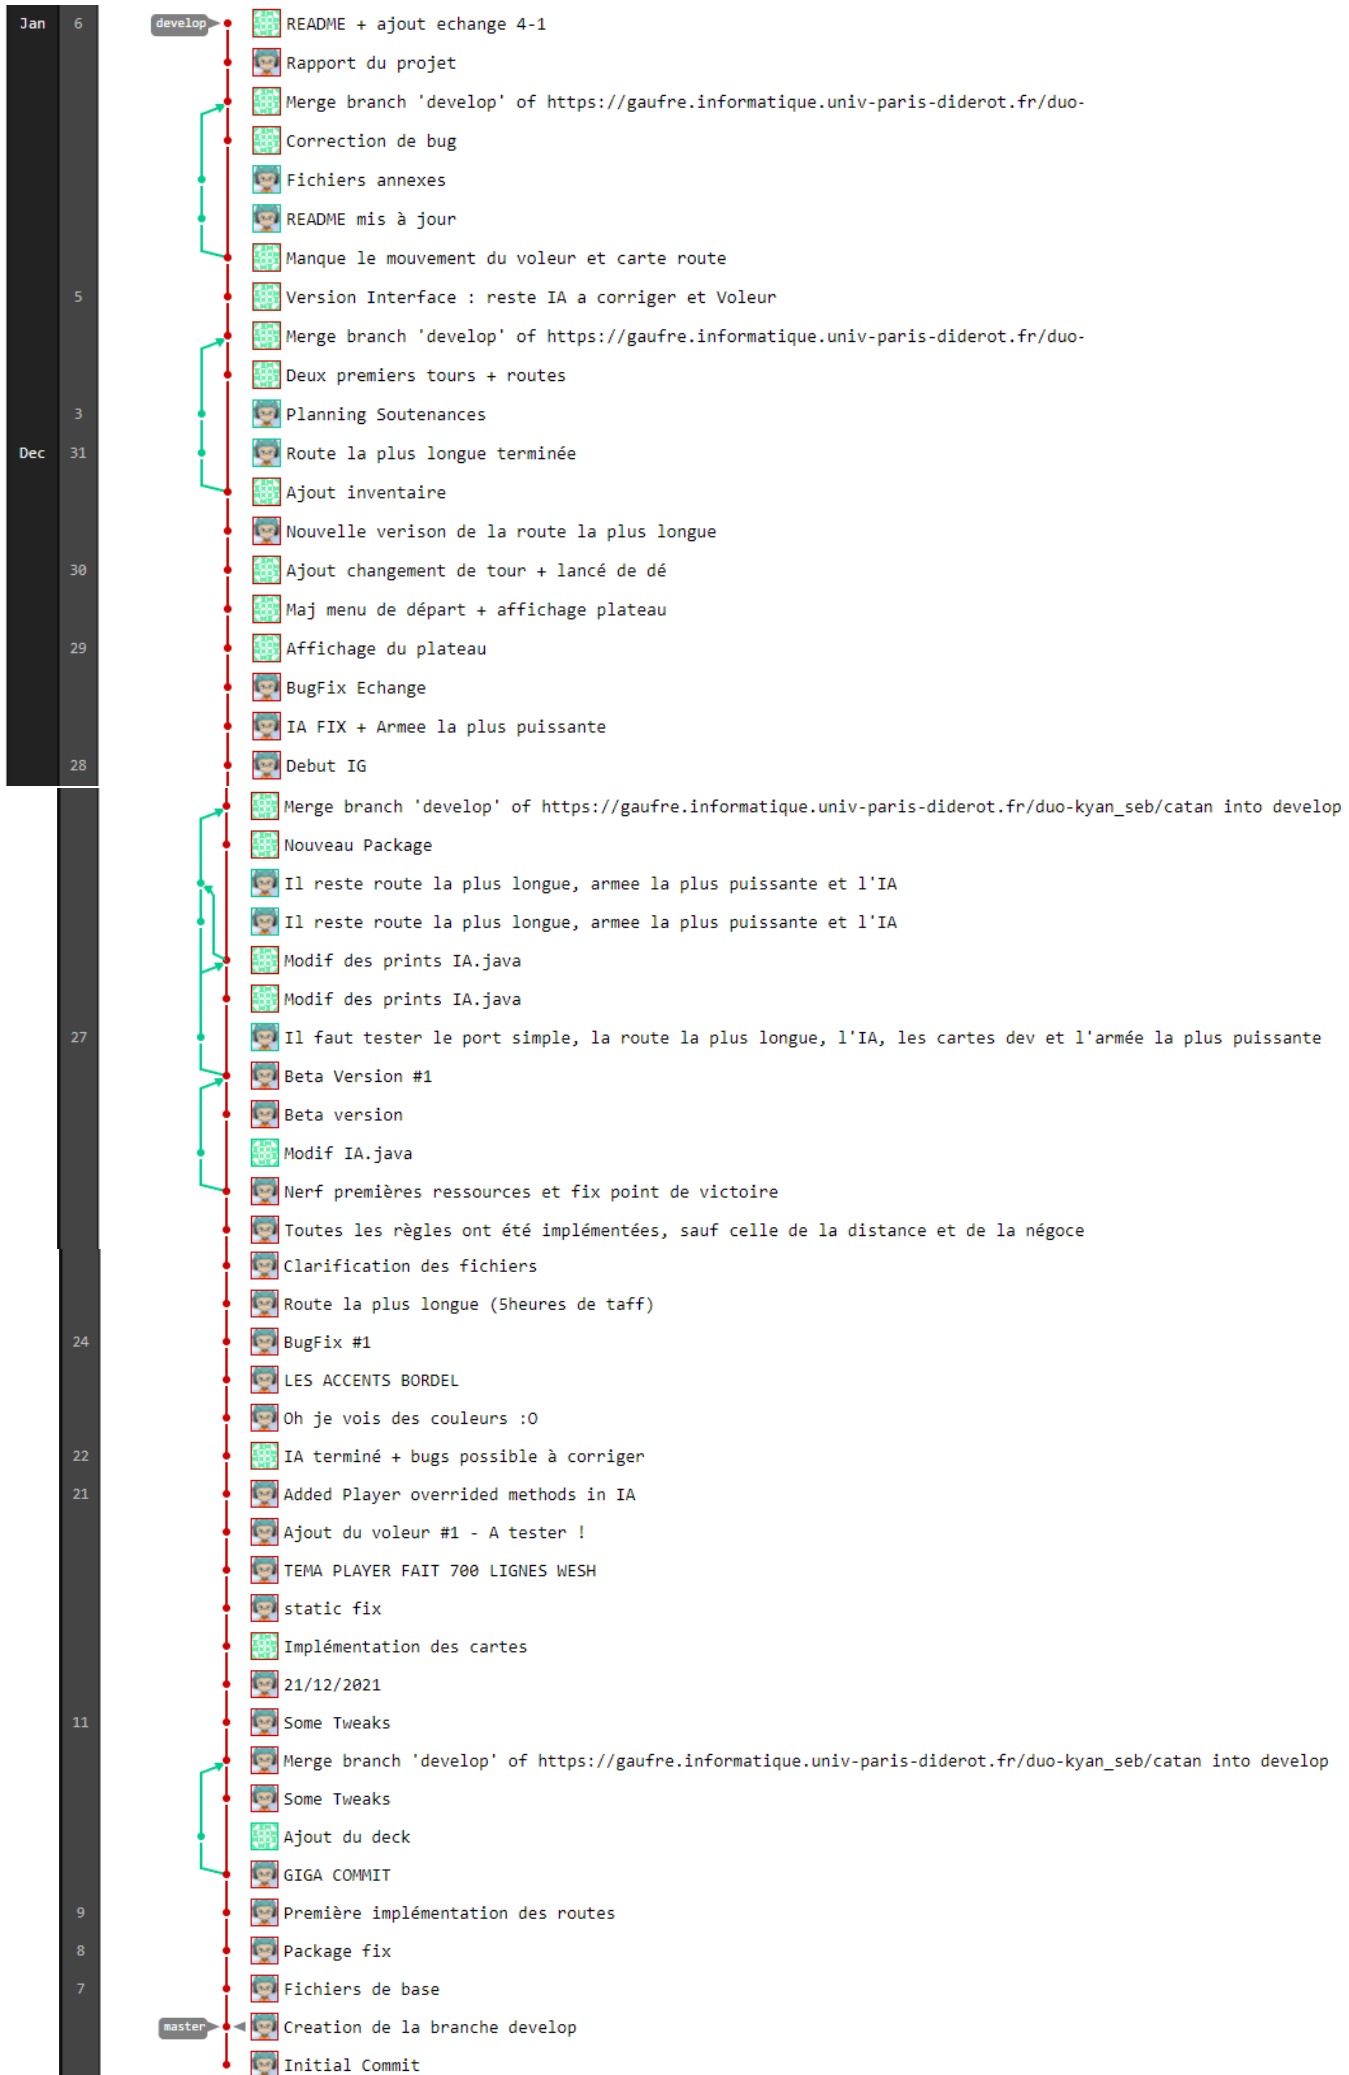 Jan 6 develop README + ajout echange 4-1
Rapport du projet
Merge branch 'develop' of https://gaufre.informatique.univ-paris-diderot.fr/duo-
Correction de bug
Fichiers annexes
README mis à jour
Manque le mouvement du voleur et carte route
5 Version Interface : reste IA a corriger et Voleur
Merge branch 'develop' of https://gaufre.informatique.univ-paris-diderot.fr/duo-
Deux premiers tours + routes
3 Planning Soutenances
Dec 31 Route la plus longue terminée
Ajout inventaire
Nouvelle verison de la route la plus longue
30 Ajout changement de tour + lancé de dé
Maj menu de départ + affichage plateau
29 Affichage du plateau
BugFix Echange
IA FIX + Armee la plus puissante
28 Debut IG
Merge branch 'develop' of https://gaufre.informatique.univ-paris-diderot.fr/duo-kyan_seb/catan into develop
Nouveau Package
Il reste route la plus longue, armee la plus puissante et l'IA
Il reste route la plus longue, armee la plus puissante et l'IA
Modif des prints IA.java
Modif des prints IA.java
27 Il faut tester le port simple, la route la plus longue, l'IA, les cartes dev et l'armée la plus puissante
Beta Version #1
Beta version
Modif IA.java
Nerf premières ressources et fix point de victoire
Toutes les règles ont été implémentées, sauf celle de la distance et de la négoce
Clarification des fichiers
Route la plus longue (5heures de taff)
24 BugFix #1
LES ACCENTS BORDEL
Oh je vois des couleurs :O
22 IA terminé + bugs possible à corriger
21 Added Player overrided methods in IA
Ajout du voleur #1 - A tester !
TEMA PLAYER FAIT 700 LIGNES WESH
static fix
Implémentation des cartes
21/12/2021
11 Some Tweaks
Merge branch 'develop' of https://gaufre.informatique.univ-paris-diderot.fr/duo-kyan_seb/catan into develop
Some Tweaks
Ajout du deck
GIGA COMMIT
9 Première implémentation des routes
8 Package fix
7 Fichiers de base
master Creation de la branche develop
Initial Commit